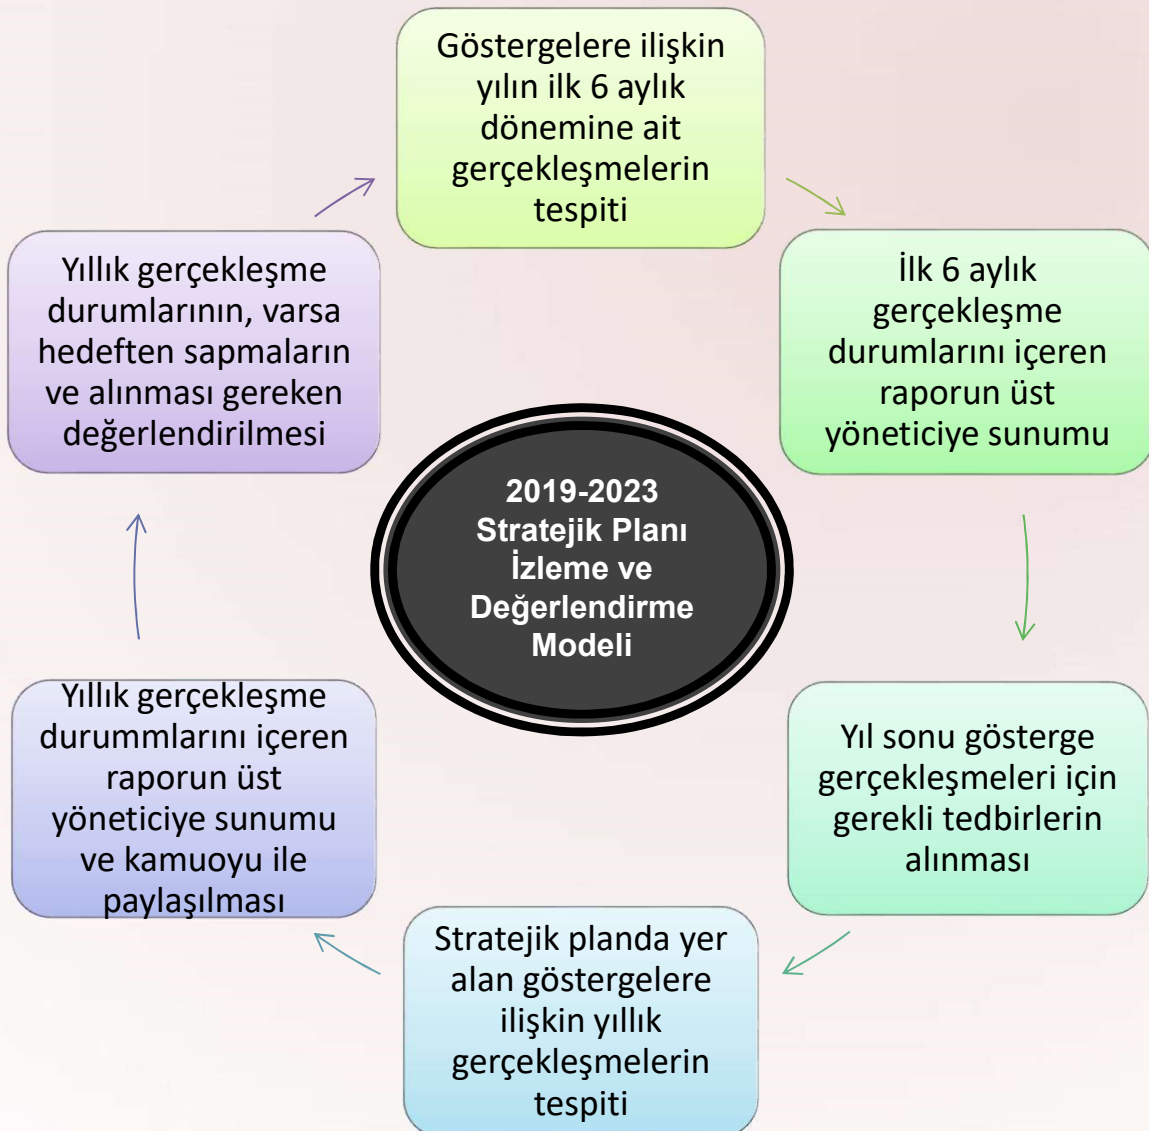 Göstergelere ilişkin
yılın ilk 6 aylık
dönemine ait
gerçekleşmelerin
tespiti
İlk 6 aylık
gerçekleşme
durumlarını içeren
raporun üst
yöneticiye sunumu
Yıl sonu gösterge
gerçekleşmeleri için
gerekli tedbirlerin
alınması
Stratejik planda yer
alan göstergelere
ilişkin yıllık
gerçekleşmelerin
tespiti
Yıllık gerçekleşme
durummlarını içeren
raporun üst
yöneticiye sunumu
ve kamuoyu ile
paylaşılması
Yıllık gerçekleşme
durumlarının, varsa
hedeften sapmaların
ve alınması gereken
değerlendirilmesi
2019-2023
Stratejik Planı
İzleme ve
Değerlendirme
Modeli